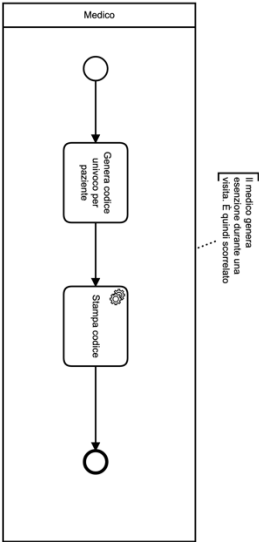 Medico
Genera codice
univoco per
paziente
Stampa codice
Il medico genera
esenzione durante una
visita. È quindi scorrelato